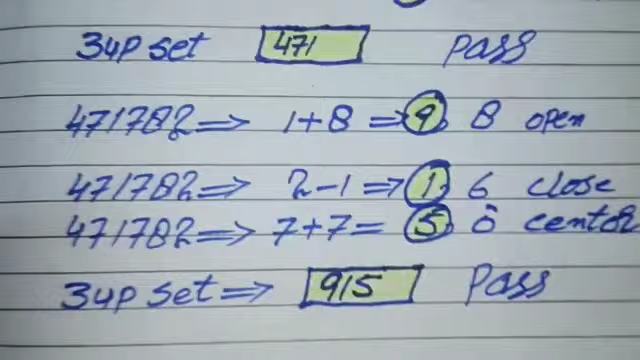 3up set 471 Pass
471782 ⇒ 1+8 ⇒ 9. 8 open
471782 ⇒ 2-1 ⇒ 1. 6 close
471782 ⇒ 7+7= 5. 0 centor
3up set ⇒ 915 Pass